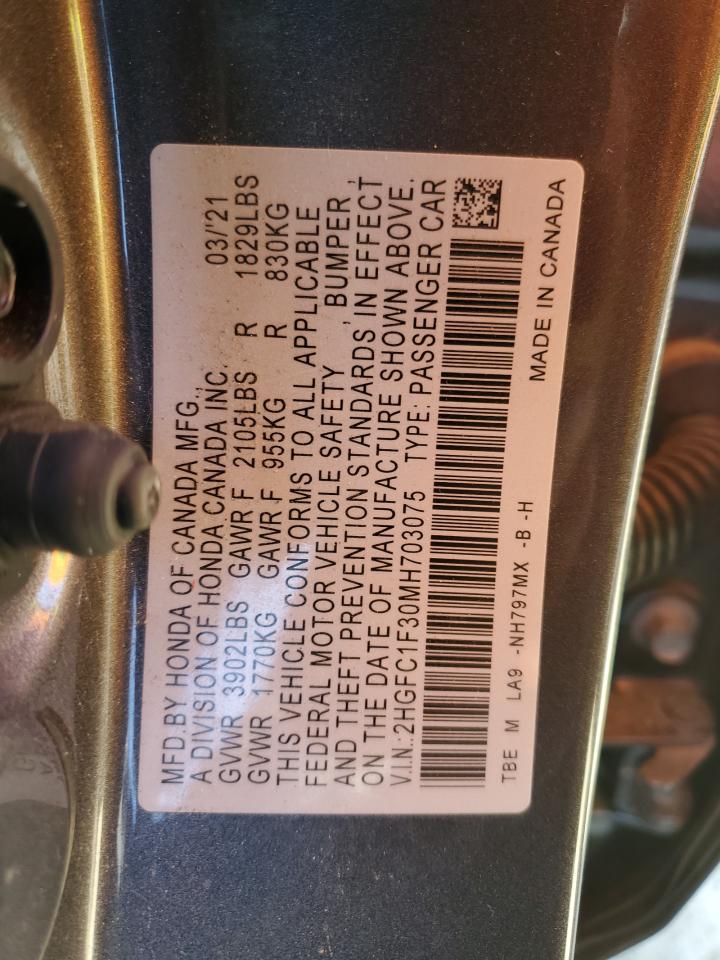 MFD.BY HONDA OF CANADA MFG., 03/'21
A DIVISION OF HONDA CANADA INC.
GVWR 3902LBS GAWR F 2105LBS R 1829LBS
GVWR 1770KG GAWR F 955KG R 830KG
THIS VEHICLE CONFORMS TO ALL APPLICABLE
FEDERAL MOTOR VEHICLE SAFETY , BUMPER ,
AND THEFT PREVENTION STANDARDS IN EFFECT
ON THE DATE OF MANUFACTURE SHOWN ABOVE.
V.I.N.:2HGFC1F30MH703075 TYPE: PASSENGER CAR
TBE M LA9 -NH797MX -B -H
MADE IN CANADA